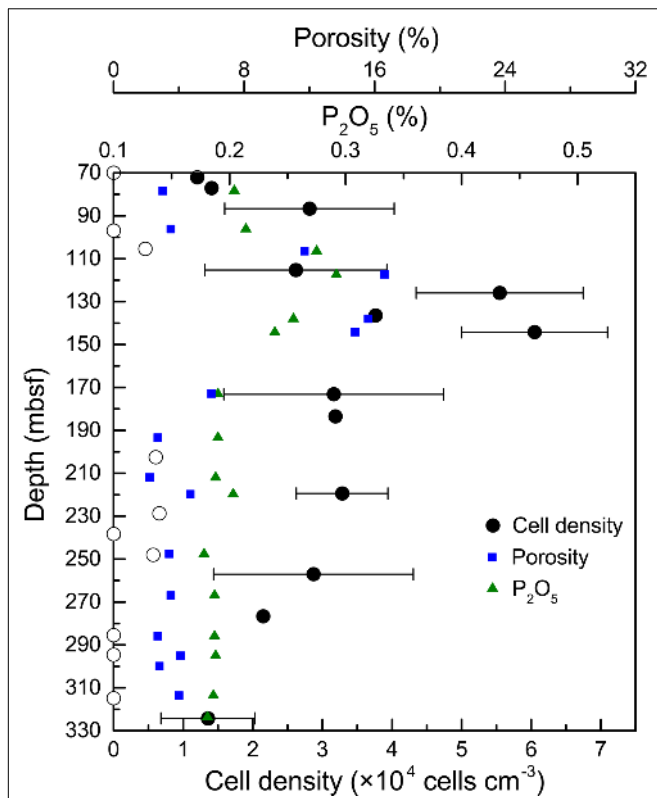 Porosity (%)
0 8 16 24 32
P₂O₅ (%)
0.1 0.2 0.3 0.4 0.5
70
90
110
130
150
170
190
210
230
250
270
290
310
330
Depth (mbsf)
Cell density
Porosity
P₂O₅
0 1 2 3 4 5 6 7
Cell density (×10⁴ cells cm⁻³)